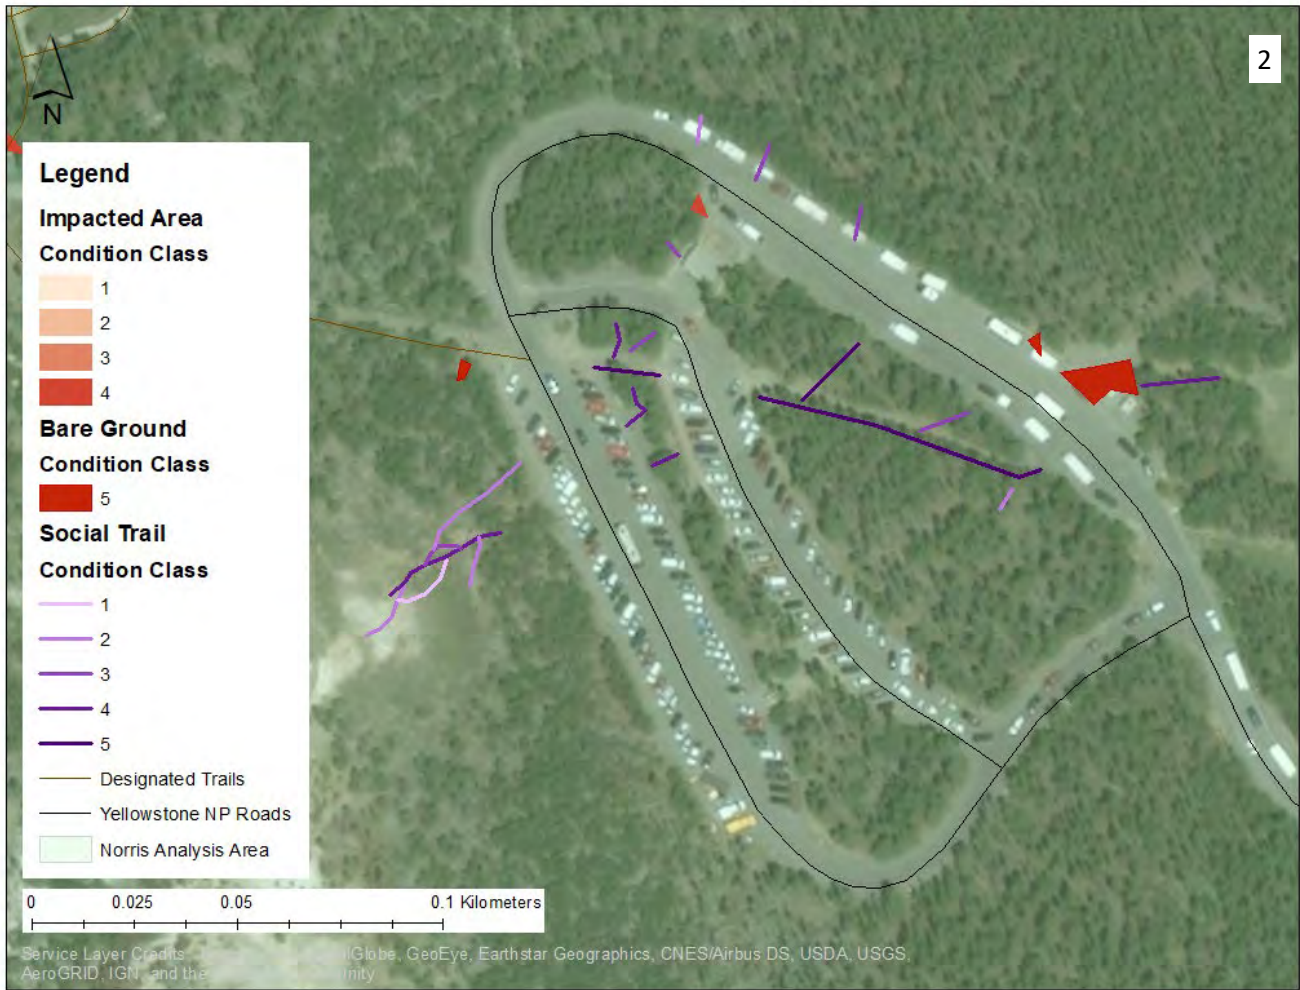 2
N
Legend
Impacted Area
Condition Class
1
2
3
4
Bare Ground
Condition Class
5
Social Trail
Condition Class
1
2
3
4
5
Designated Trails
Yellowstone NP Roads
Norris Analysis Area
0 0.025 0.05 0.1 Kilometers
Service Layer Credits: GeoEye, Earthstar Geographics, CNES/Airbus DS, USDA, USGS,
AeroGRID, IGN, and the